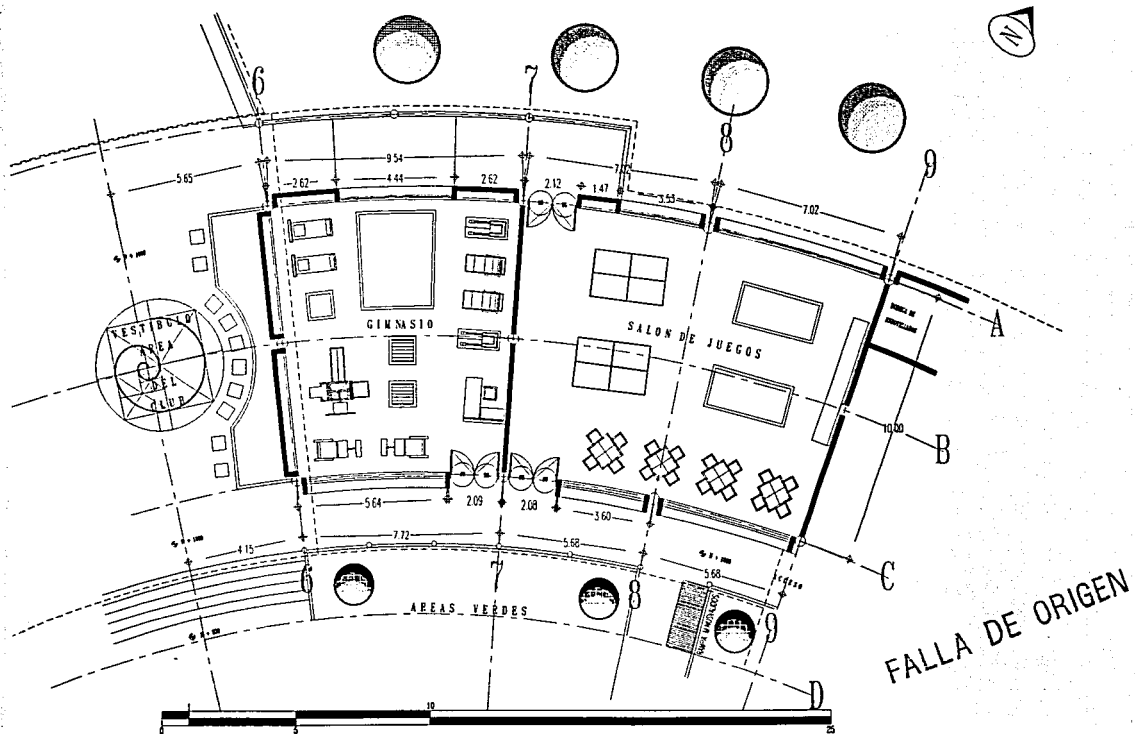 N
6
7
8
9
9.54
5.65
2.62
4.44
2.62
2.12
1.47
3.53
7.02
7.02
A
GIMNASIO
SALON DE JUEGOS
VESTIBULO
AREA
DEL
CLUB
10.00
B
5.64
2.09
2.08
3.60
7.72
5.68
4.15
5.68
C
6
7
8
9
AREAS VERDES
D
FALLA DE ORIGEN
1
10
0
5
25